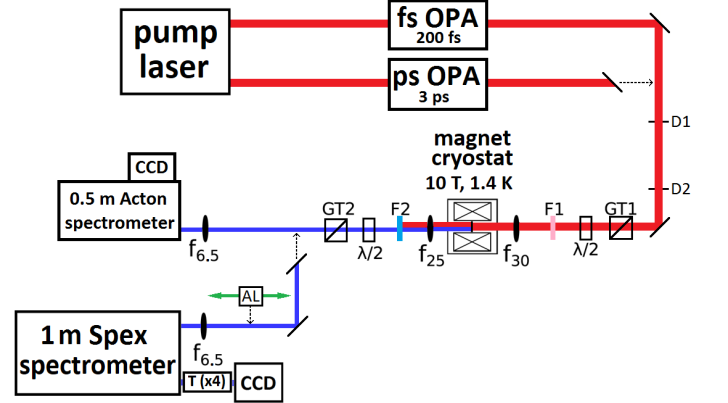 pump
laser
fs OPA
200 fs
ps OPA
3 ps
D1
D2
magnet
cryostat
10 T, 1.4 K
CCD
0.5 m Acton
spectrometer
f6.5
GT2
λ/2
F2
f25
f30
F1
λ/2
GT1
AL
1m Spex
spectrometer
f6.5
T (x4)
CCD